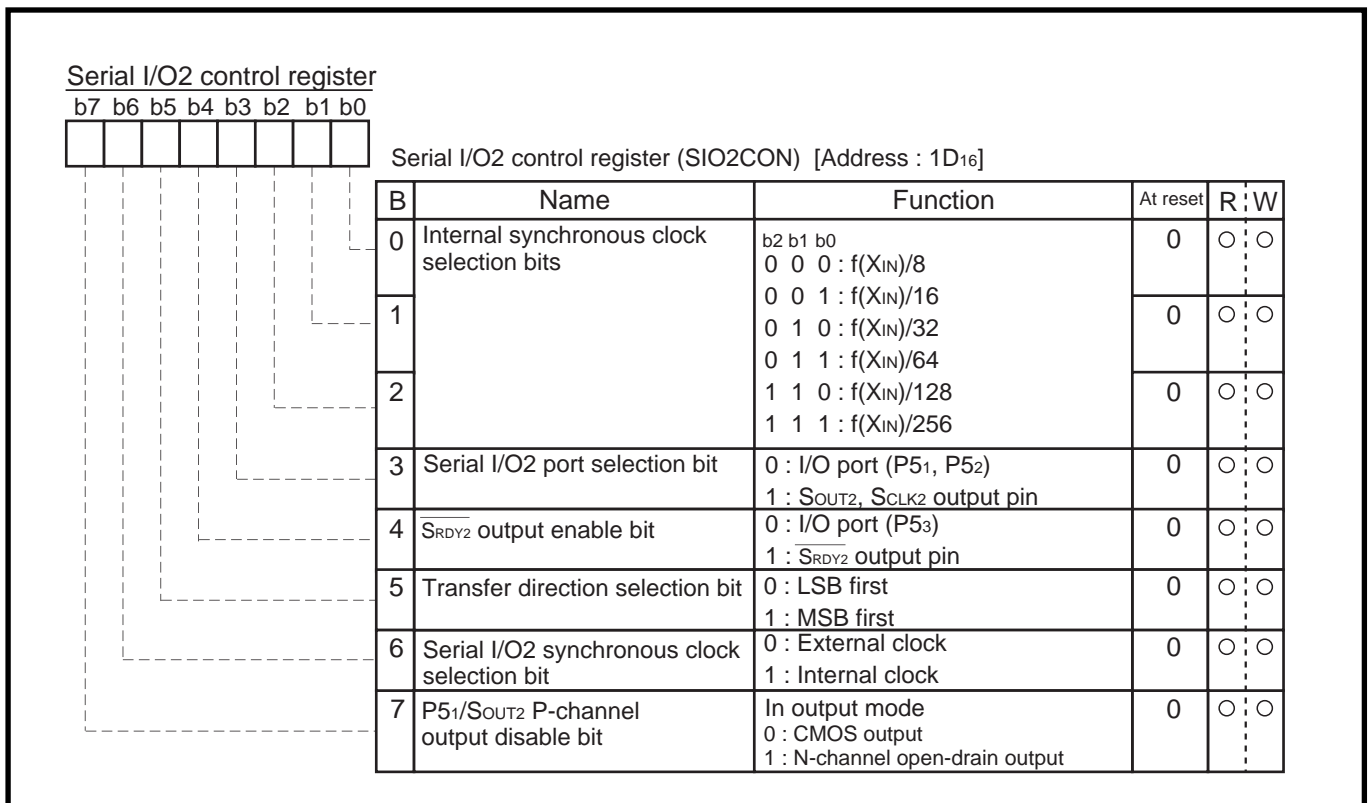 Serial I/O2 control register
b7 b6 b5 b4 b3 b2 b1 b0
Serial I/O2 control register (SIO2CON) [Address : 1D16]
B Name Function At reset R W
0 Internal synchronous clock selection bits b2 b1 b0 0 ○ ○
0 0 0 : f(XIN)/8
0 0 1 : f(XIN)/16
1 0 ○ ○
0 1 0 : f(XIN)/32
0 1 1 : f(XIN)/64
2 1 1 0 : f(XIN)/128 0 ○ ○
1 1 1 : f(XIN)/256
3 Serial I/O2 port selection bit 0 : I/O port (P51, P52) 0 ○ ○
1 : SOUT2, SCLK2 output pin
4 S̅R̅D̅Y̅2̅ output enable bit 0 : I/O port (P53) 0 ○ ○
1 : S̅R̅D̅Y̅2̅ output pin
5 Transfer direction selection bit 0 : LSB first 0 ○ ○
1 : MSB first
6 Serial I/O2 synchronous clock 0 : External clock 0 ○ ○
selection bit 1 : Internal clock
7 P51/SOUT2 P-channel In output mode 0 ○ ○
output disable bit 0 : CMOS output
1 : N-channel open-drain output